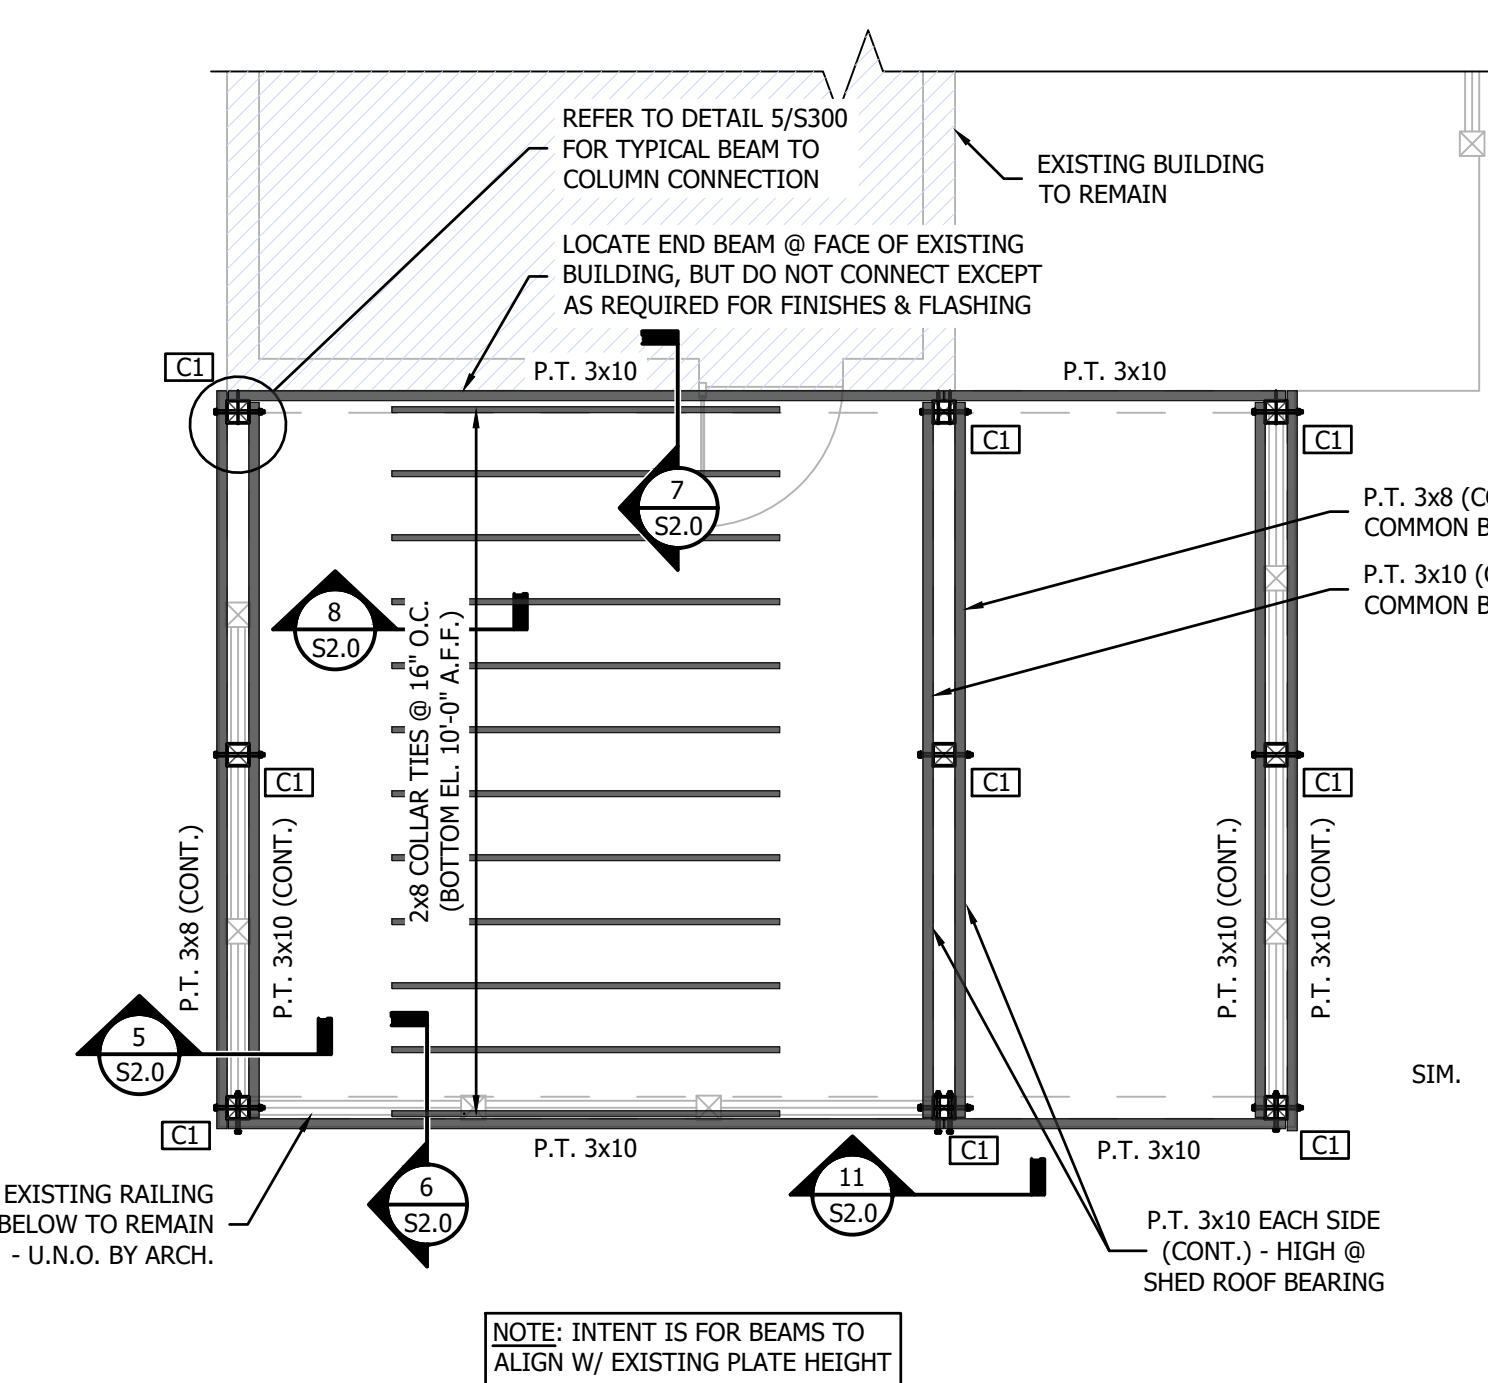 REFER TO DETAIL 5/S300
FOR TYPICAL BEAM TO
COLUMN CONNECTION
EXISTING BUILDING
TO REMAIN
LOCATE END BEAM @ FACE OF EXISTING
BUILDING, BUT DO NOT CONNECT EXCEPT
AS REQUIRED FOR FINISHES & FLASHING
C1
P.T. 3x10
P.T. 3x10
C1
C1
7
S2.0
P.T. 3x8
COMMON
P.T. 3x10
COMMON
8
S2.0
2x8 COLLAR TIES @ 16" O.C.
(BOTTOM EL. 10'-0" A.F.F.)
C1
C1
C1
P.T. 3x8 (CONT.)
P.T. 3x10 (CONT.)
P.T. 3x10 (CONT.)
P.T. 3x10 (CONT.)
5
S2.0
SIM.
C1
P.T. 3x10
C1
P.T. 3x10
C1
6
S2.0
11
S2.0
EXISTING RAILING
BELOW TO REMAIN
- U.N.O. BY ARCH.
P.T. 3x10 EACH SIDE
(CONT.) - HIGH @
SHED ROOF BEARING
NOTE: INTENT IS FOR BEAMS TO
ALIGN W/ EXISTING PLATE HEIGHT